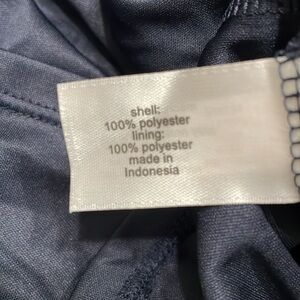 shell:
100% polyester
lining:
100% polyester
made in
Indonesia